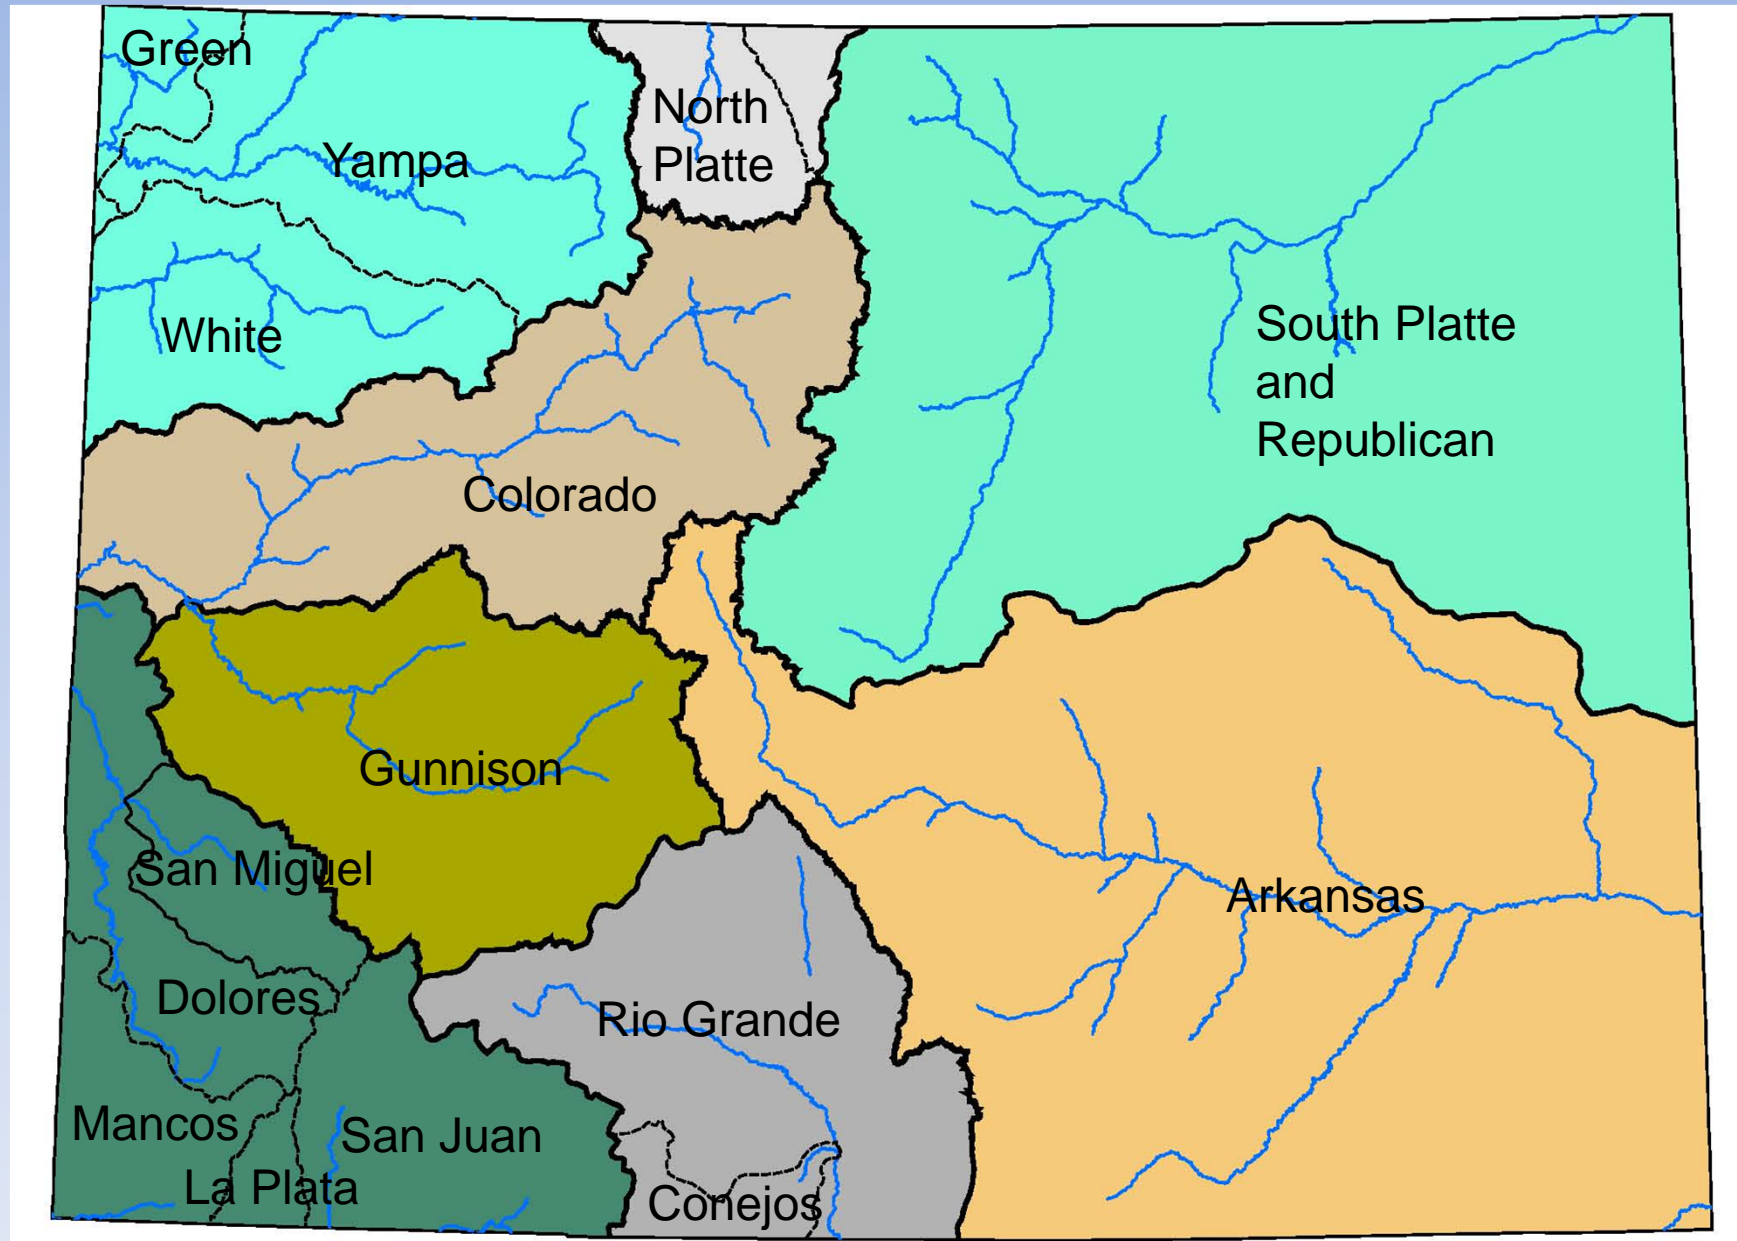 Green
North
Platte
Yampa
White
South Platte
and
Republican
Colorado
Gunnison
San Miguel
Arkansas
Dolores
Rio Grande
Mancos
San Juan
La Plata
Conejos